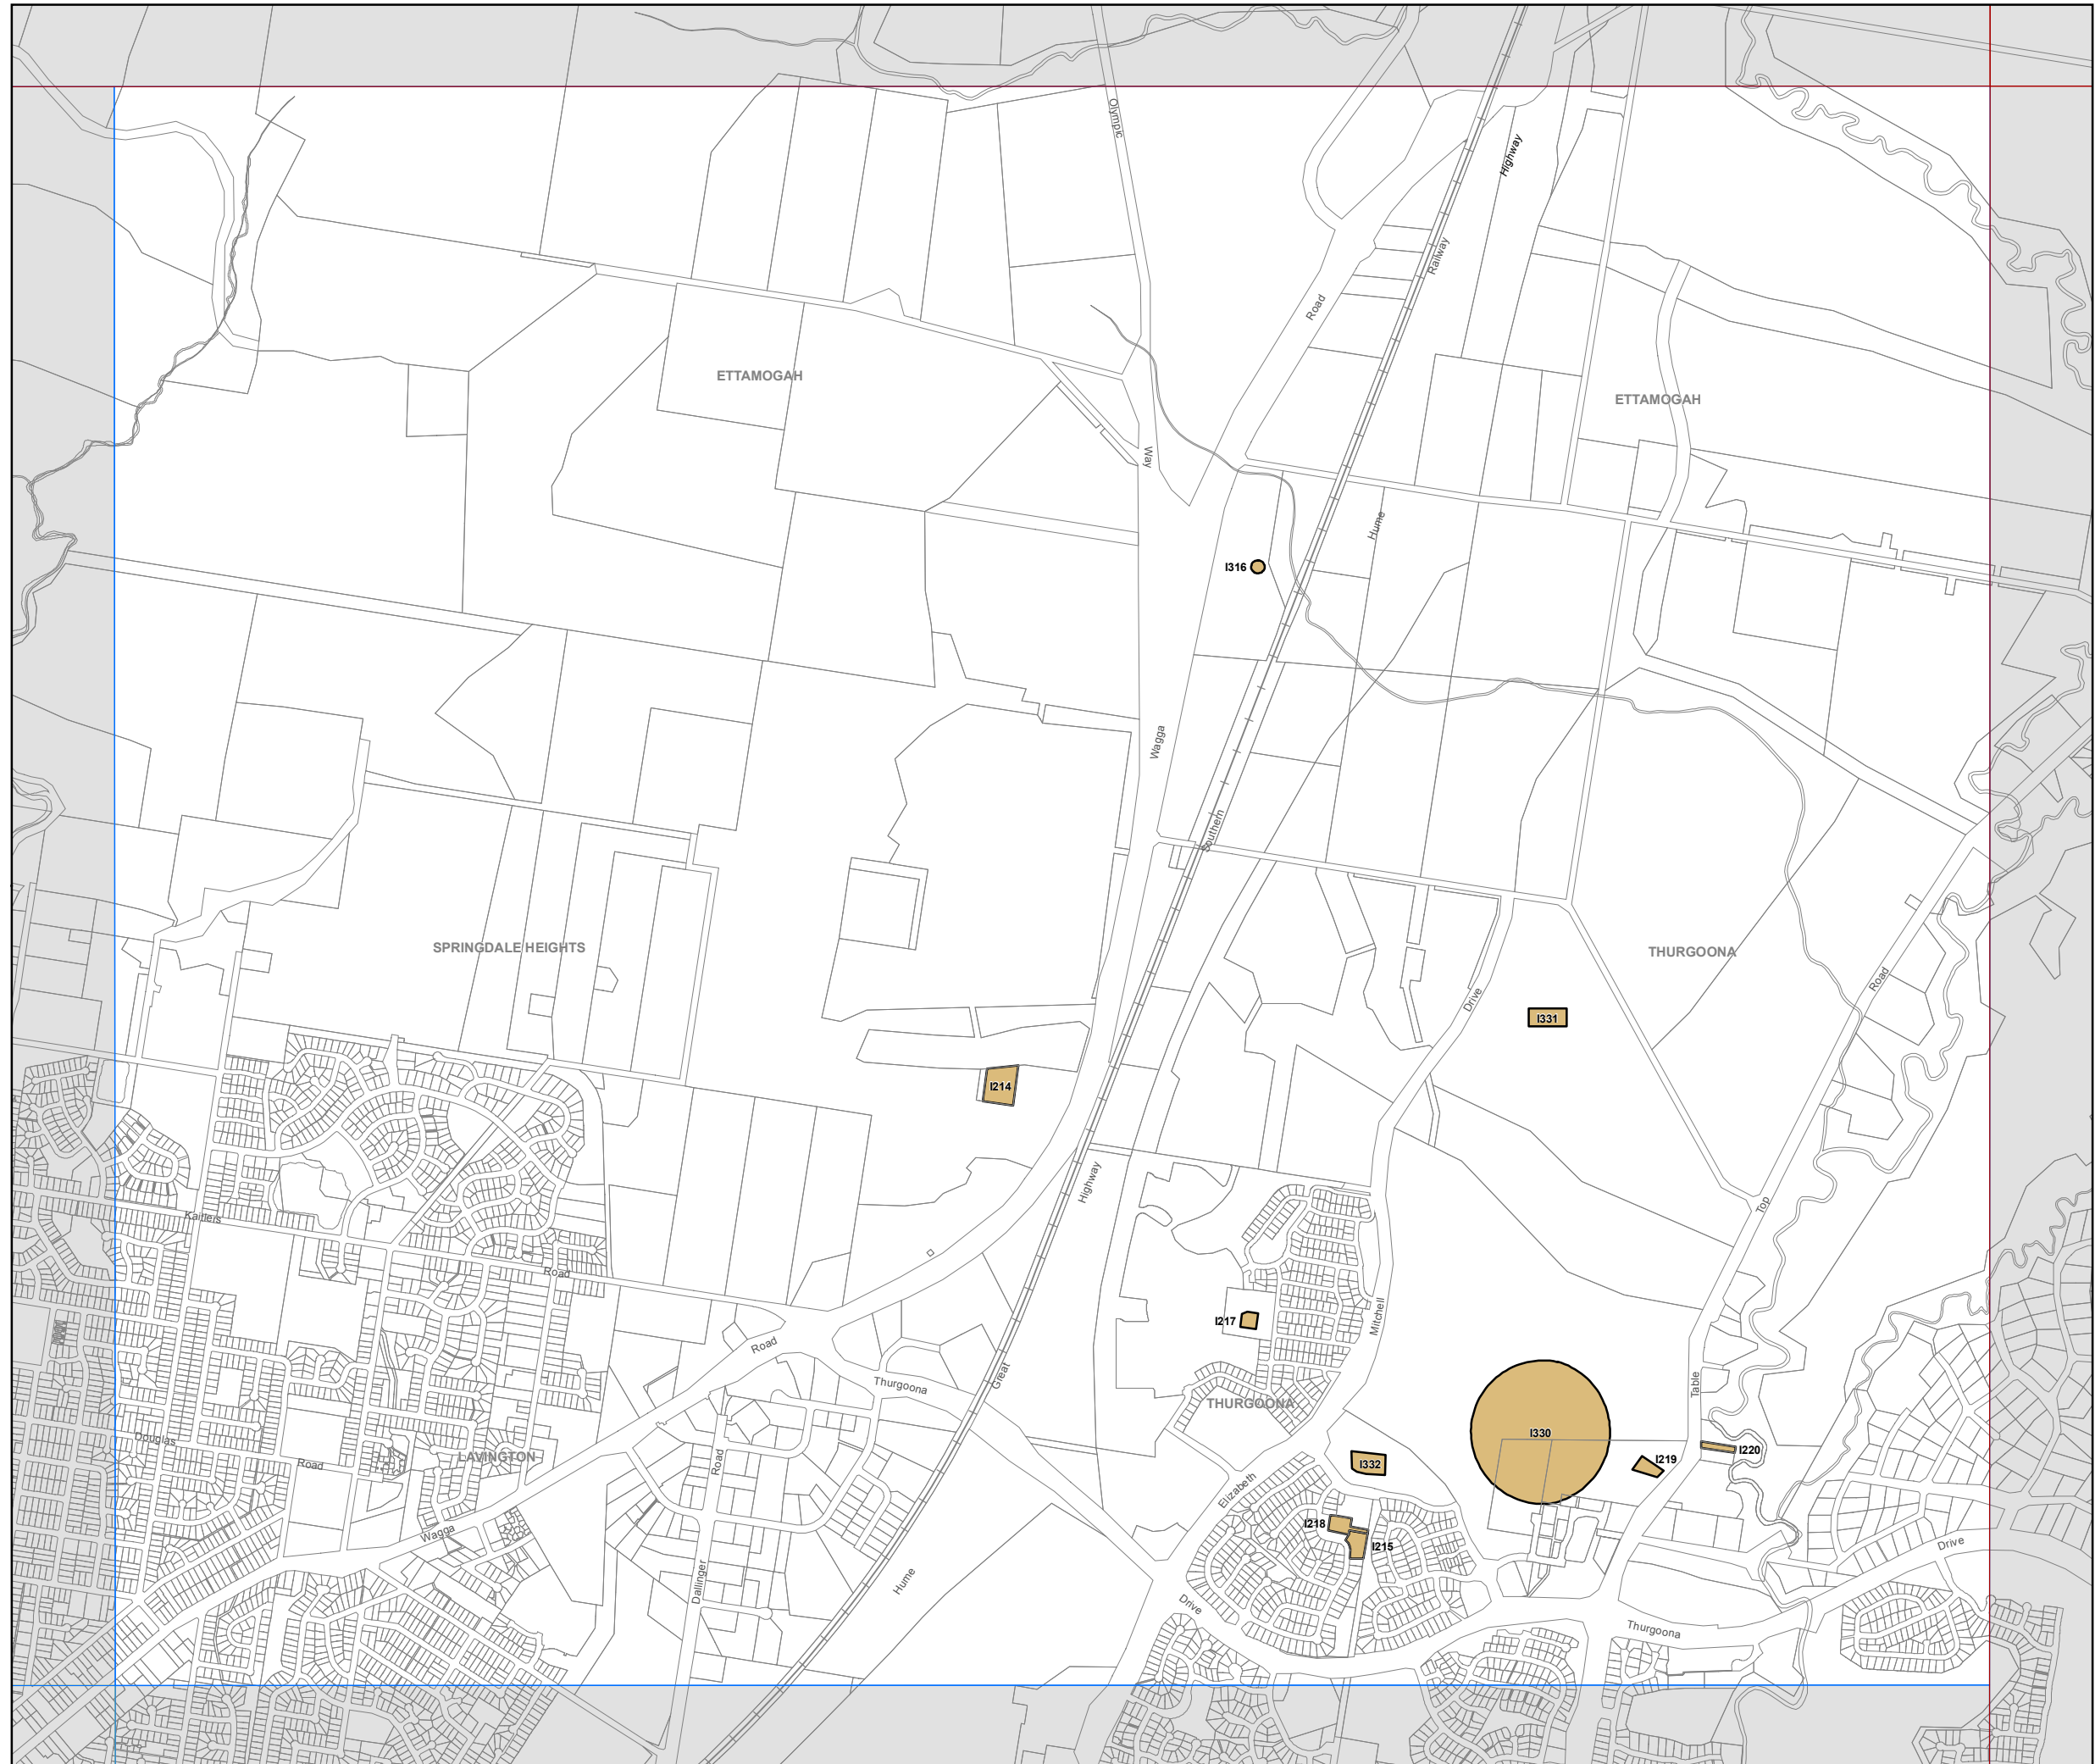 Olympic
Highway
Railway
Road
ETTAMOGAH
ETTAMOGAH
Way
Hume
I316
Wagga
Southern
SPRINGDALE HEIGHTS
THURGOONA
Road
Drive
I331
I214
Highway
Top
Kaitlers
Road
I217
Mitchell
Road
Great
Thurgoona
Table
THURGOONA
I330
Douglas
Road
LAVINGTON
Road
I332
I220
I219
Elizabeth
I218
I215
Wagga
Drive
Dallinger
Hume
Drive
Thurgoona